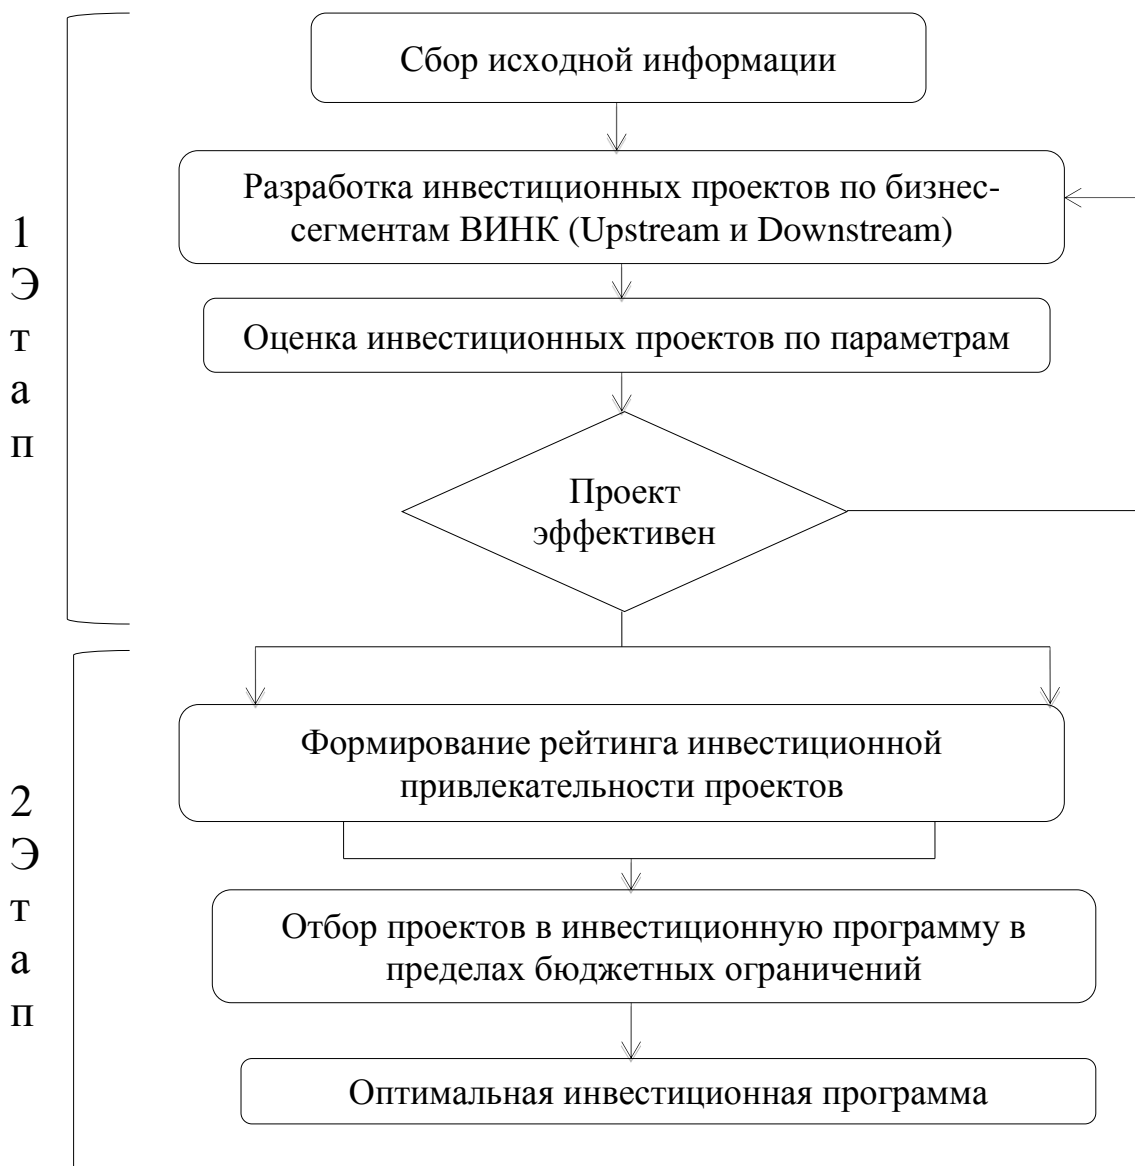 Сбор исходной информации
Разработка инвестиционных проектов по бизнес-
сегментам ВИНК (Upstream и Downstream)
Оценка инвестиционных проектов по параметрам
Проект
эффективен
1
Э
т
а
п
Формирование рейтинга инвестиционной
привлекательности проектов
Отбор проектов в инвестиционную программу в
пределах бюджетных ограничений
Оптимальная инвестиционная программа
2
Э
т
а
п